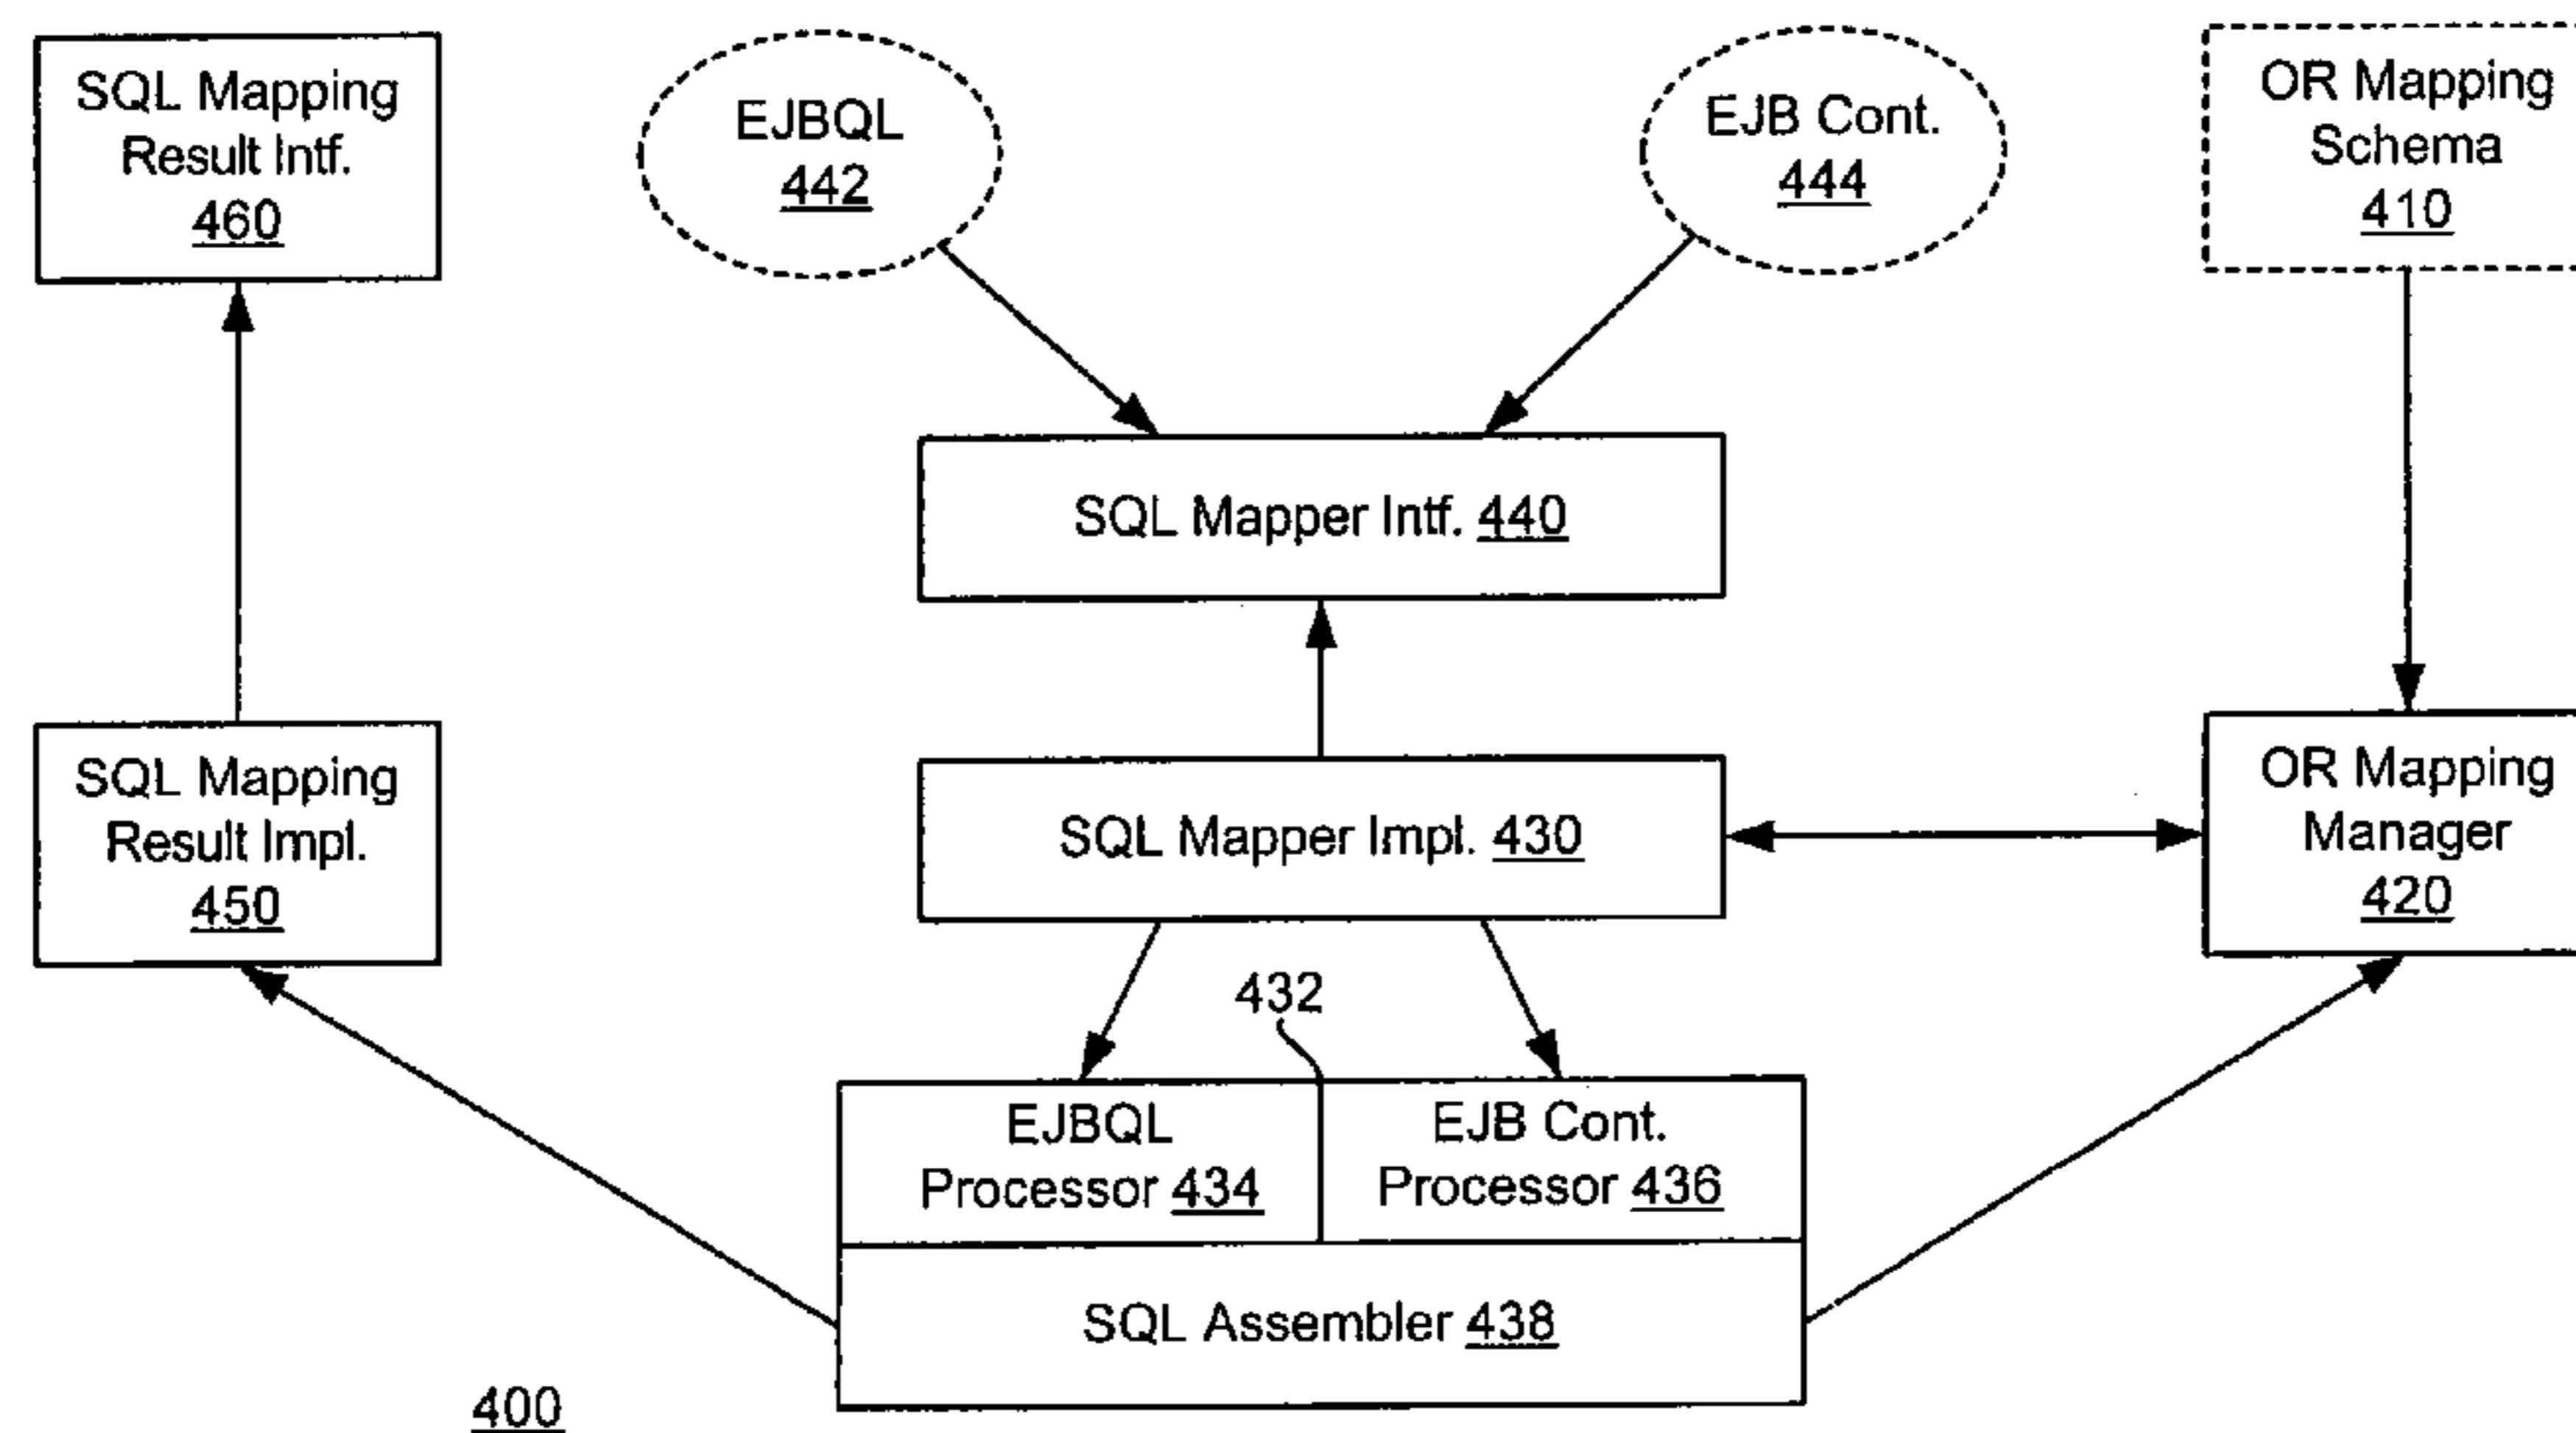 SQL Mapping
Result Intf.
460
EJBQL
442
EJB Cont.
444
OR Mapping
Schema
410
SQL Mapper Intf. 440
SQL Mapping
Result Impl.
450
SQL Mapper Impl. 430
OR Mapping
Manager
420
432
EJBQL
Processor 434
EJB Cont.
Processor 436
SQL Assembler 438
400